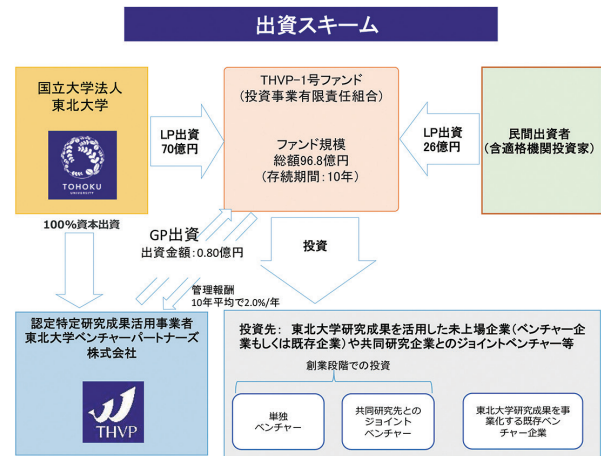 出資スキーム
国立大学法人
東北大学
TOHOKU
UNIVERSITY
LP出資
70億円
THVP-1号ファンド
(投資事業有限責任組合)
ファンド規模
総額96.8億円
(存続期間:10年)
LP出資
26億円
民間出資者
(含適格機関投資家)
100%資本出資
GP出資
出資金額:0.80億円
投資
管理報酬
10年平均で2.0%/年
認定特定研究成果活用事業者
東北大学ベンチャーパートナーズ
株式会社
THVP
投資先: 東北大学研究成果を活用した未上場企業(ベンチャー企
業もしくは既存企業)や共同研究企業とのジョイントベンチャー等
創業段階での投資
単独
ベンチャー
共同研究先との
ジョイント
ベンチャー
東北大学研究成果を事
業化する既存ベン
チャー企業